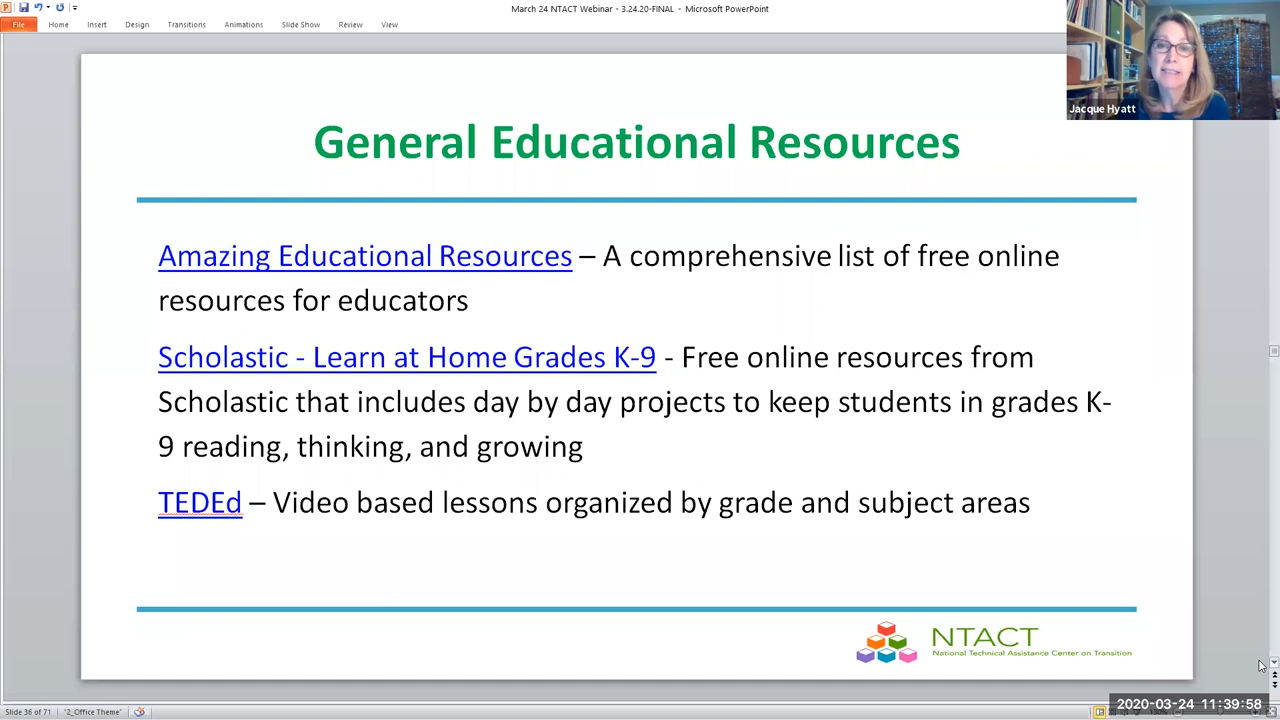 March 24 NTACT Webinar - 3.24.20-FINAL - Microsoft PowerPoint
File Home Insert Design Transitions Animations Slide Show Review View
Jacque Hyatt
General Educational Resources
Amazing Educational Resources – A comprehensive list of free online
resources for educators
Scholastic - Learn at Home Grades K-9 - Free online resources from
Scholastic that includes day by day projects to keep students in grades K-
9 reading, thinking, and growing
TEDEd – Video based lessons organized by grade and subject areas
NTACT
National Technical Assistance Center on Transition
2020-03-24 11:39:58
Slide 36 of 71 "2_Office Theme"